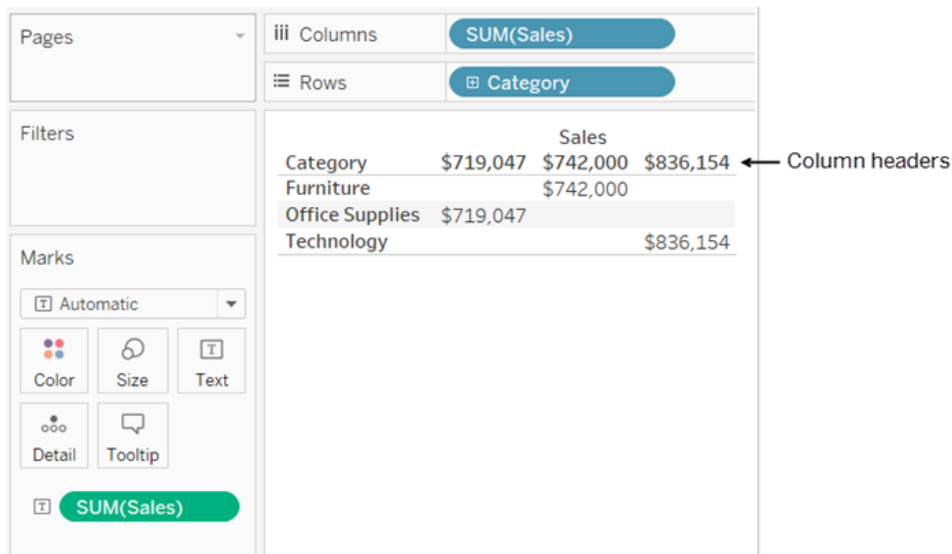 Pages
iii Columns SUM(Sales)
Rows Category
Filters
Sales
Category $719,047 $742,000 $836,154 Column headers
Furniture $742,000
Office Supplies $719,047
Technology $836,154
Marks
T Automatic
Color Size T Text
Detail Tooltip
T SUM(Sales)